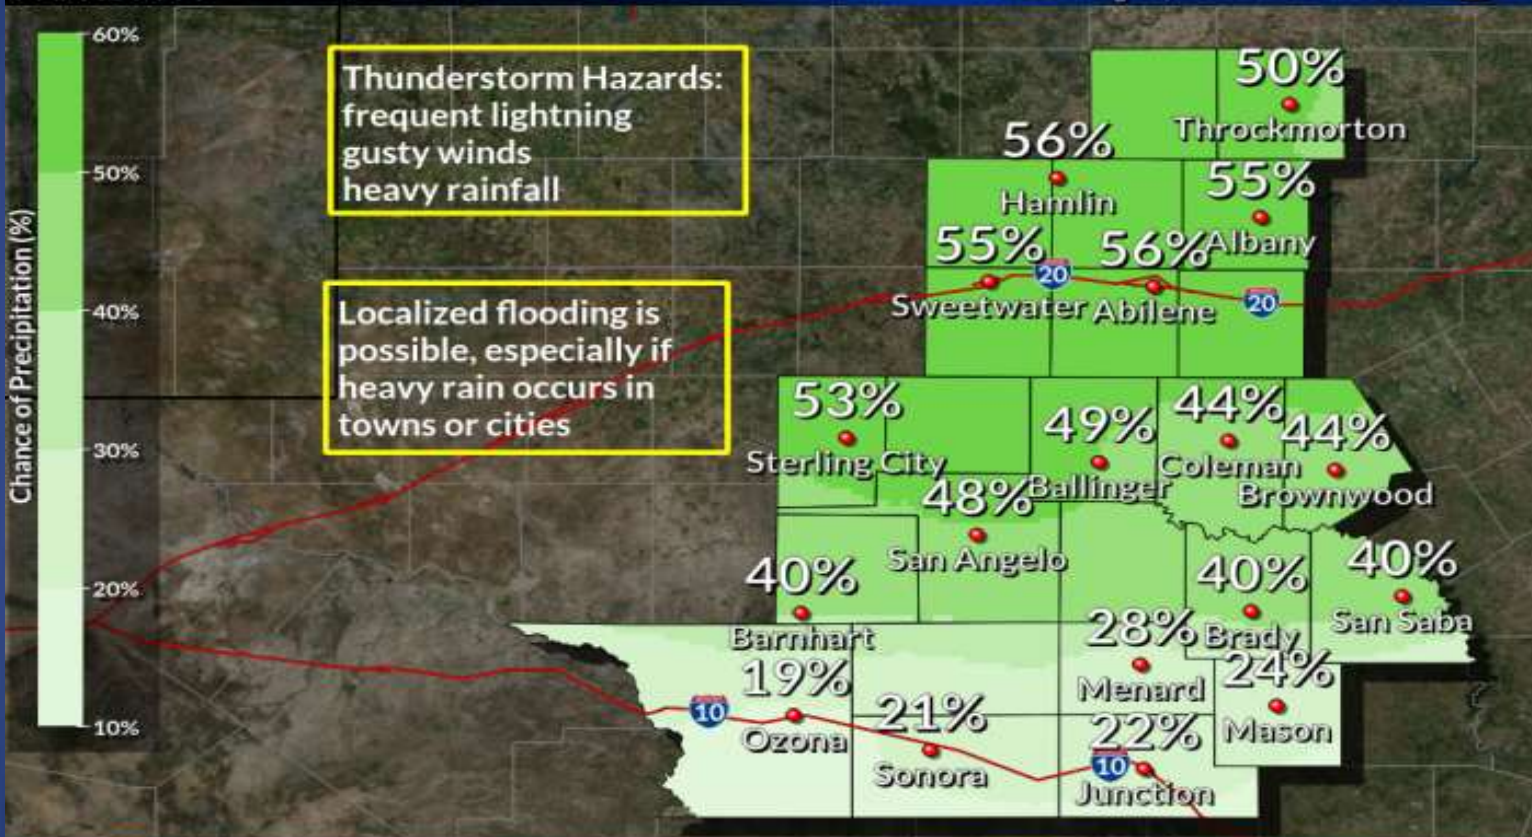 60%
50%
40%
30%
20%
10%
Chance of Precipitation (%)
Thunderstorm Hazards:
frequent lightning
gusty winds
heavy rainfall
Localized flooding is
possible, especially if
heavy rain occurs in
towns or cities
50%
Throckmorton
56%
Hamlin
55%
Albany
55%
Sweetwater
20
56%
Abilene
20
53%
Sterling City
49%
Ballinger
44%
Coleman
44%
Brownwood
48%
San Angelo
40%
Barnhart
40%
Brady
40%
San Saba
28%
Menard
24%
Mason
19%
Ozona
10
21%
Sonora
22%
10
Junction